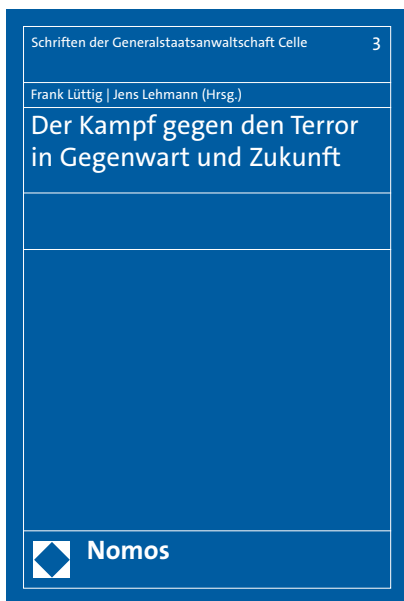 Schriften der Generalstaatsanwaltschaft Celle 3
Frank Lüttig | Jens Lehmann (Hrsg.)
Der Kampf gegen den Terror
in Gegenwart und Zukunft
Nomos